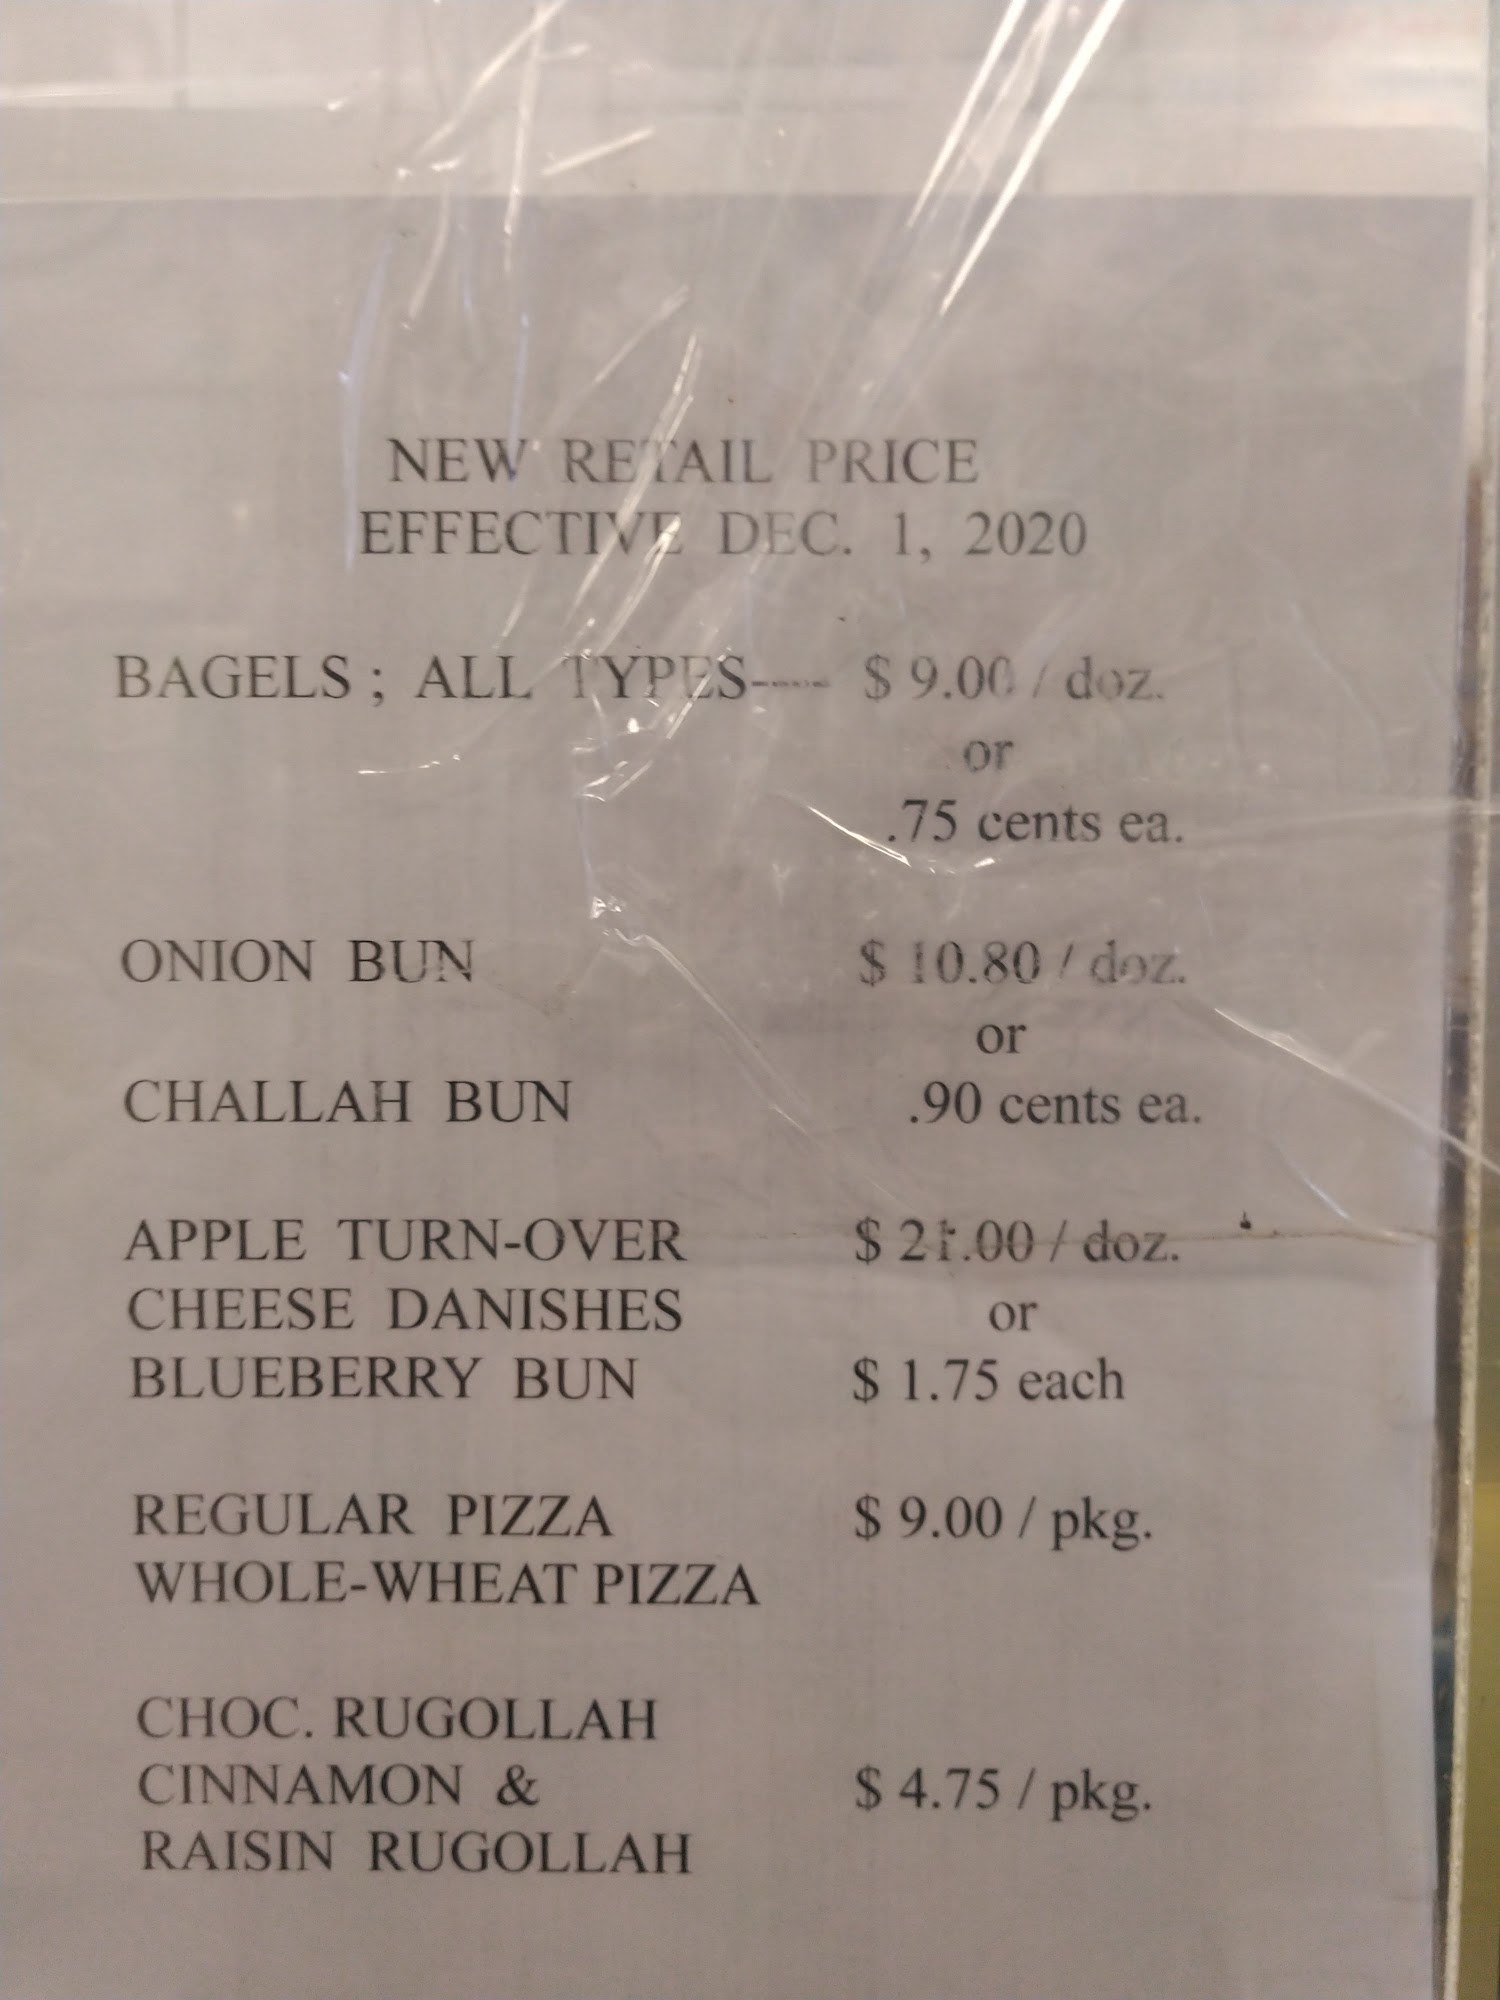 NEW RETAIL PRICE
EFFECTIVE DEC. 1, 2020
BAGELS ; ALL TYPES----- $ 9.00 / doz.
or
.75 cents ea.
ONION BUN $ 10.80 / doz.
or
CHALLAH BUN .90 cents ea.
APPLE TURN-OVER $ 21.00 / doz.
CHEESE DANISHES or
BLUEBERRY BUN $ 1.75 each
REGULAR PIZZA $ 9.00 / pkg.
WHOLE-WHEAT PIZZA
CHOC. RUGOLLAH
CINNAMON & $ 4.75 / pkg.
RAISIN RUGOLLAH